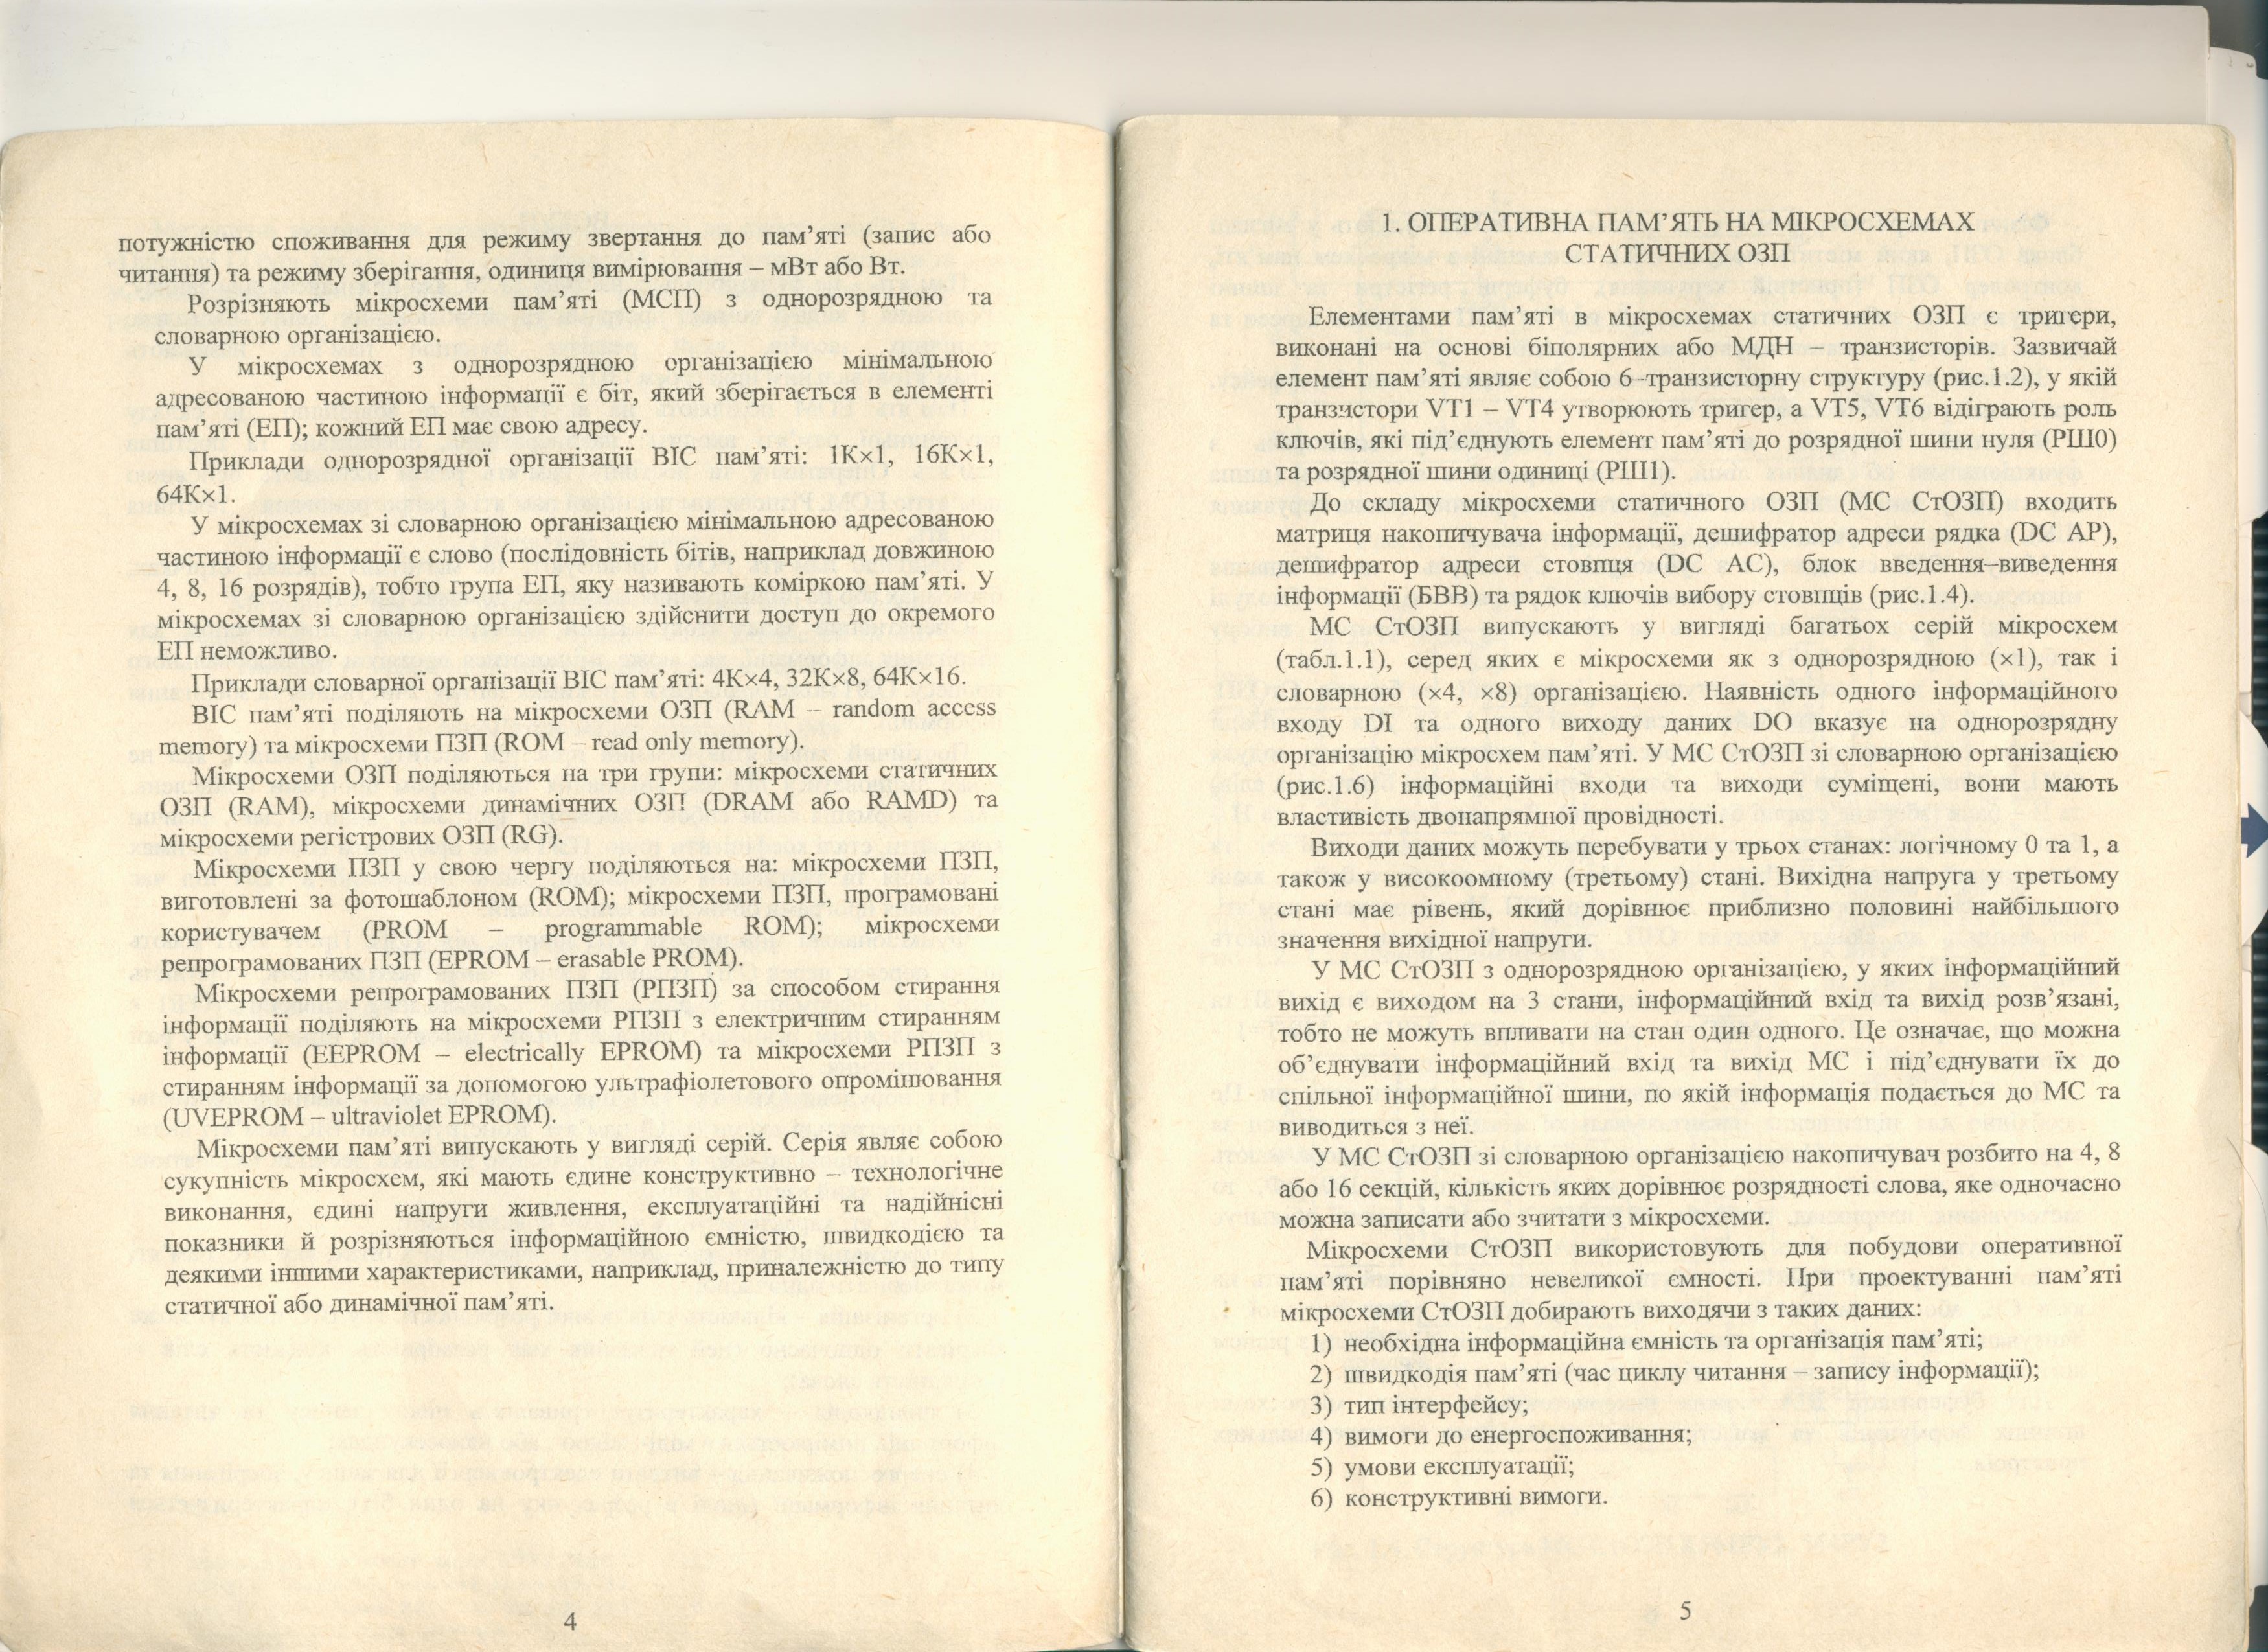 потужністю споживання для режиму звертання до пам’яті (запис або
читання) та режиму зберігання, одиниця вимірювання – мВт або Вт.
Розрізняють мікросхеми пам’яті (МСП) з однорозрядною та
словарною організацією.
У мікросхемах з однорозрядною організацією мінімальною
адресованою частиною інформації є біт, який зберігається в елементі
пам’яті (ЕП); кожний ЕП має свою адресу.
Приклади однорозрядної організації ВІС пам’яті: 1К×1, 16К×1,
64К×1.
У мікросхемах зі словарною організацією мінімальною адресованою
частиною інформації є слово (послідовність бітів, наприклад довжиною
4, 8, 16 розрядів), тобто група ЕП, яку називають коміркою пам’яті. У
мікросхемах зі словарною організацією здійснити доступ до окремого
ЕП неможливо.
Приклади словарної організації ВІС пам’яті: 4К×4, 32К×8, 64К×16.
ВІС пам’яті поділяють на мікросхеми ОЗП (RAM – random access
memory) та мікросхеми ПЗП (ROM – read only memory).
Мікросхеми ОЗП поділяються на три групи: мікросхеми статичних
ОЗП (RAM), мікросхеми динамічних ОЗП (DRAM або RAMD) та
мікросхеми регістрових ОЗП (RG).
Мікросхеми ПЗП у свою чергу поділяються на: мікросхеми ПЗП,
виготовлені за фотошаблоном (ROM); мікросхеми ПЗП, програмовані
користувачем (PROM – programmable ROM); мікросхеми
репрограмованих ПЗП (EPROM – erasable PROM).
Мікросхеми репрограмованих ПЗП (РПЗП) за способом стирання
інформації поділяють на мікросхеми РПЗП з електричним стиранням
інформації (EEPROM – electrically EPROM) та мікросхеми РПЗП з
стиранням інформації за допомогою ультрафіолетового опромінювання
(UVEPROM – ultraviolet EPROM).
Мікросхеми пам’яті випускають у вигляді серій. Серія являє собою
сукупність мікросхем, які мають єдине конструктивно – технологічне
виконання, єдині напруги живлення, експлуатаційні та надійнісні
показники й розрізняються інформаційною ємністю, швидкодією та
деякими іншими характеристиками, наприклад, приналежністю до типу
статичної або динамічної пам’яті.
4
1. ОПЕРАТИВНА ПАМ’ЯТЬ НА МІКРОСХЕМАХ
СТАТИЧНИХ ОЗП
Елементами пам’яті в мікросхемах статичних ОЗП є тригери,
виконані на основі біполярних або МДН – транзисторів. Зазвичай
елемент пам’яті являє собою 6–транзисторну структуру (рис.1.2), у якій
транзистори VT1 – VT4 утворюють тригер, а VT5, VT6 відіграють роль
ключів, які під’єднують елемент пам’яті до розрядної шини нуля (РШ0)
та розрядної шини одиниці (РШ1).
До складу мікросхеми статичного ОЗП (МС СтОЗП) входить
матриця накопичувача інформації, дешифратор адреси рядка (DC АР),
дешифратор адреси стовпця (DC АС), блок введення–виведення
інформації (БВВ) та рядок ключів вибору стовпців (рис.1.4).
МС СтОЗП випускають у вигляді багатьох серій мікросхем
(табл.1.1), серед яких є мікросхеми як з однорозрядною (×1), так і
словарною (×4, ×8) організацією. Наявність одного інформаційного
входу DI та одного виходу даних DO вказує на однорозрядну
організацію мікросхем пам’яті. У МС СтОЗП зі словарною організацією
(рис.1.6) інформаційні входи та виходи суміщені, вони мають
властивість двонапрямної провідності.
Виходи даних можуть перебувати у трьох станах: логічному 0 та 1, а
також у високоомному (третьому) стані. Вихідна напруга у третьому
стані має рівень, який дорівнює приблизно половині найбільшого
значення вихідної напруги.
У МС СтОЗП з однорозрядною організацією, у яких інформаційний
вихід є виходом на 3 стани, інформаційний вхід та вихід розв’язані,
тобто не можуть впливати на стан один одного. Це означає, що можна
об’єднувати інформаційний вхід та вихід МС і під’єднувати їх до
спільної інформаційної шини, по якій інформація подається до МС та
виводиться з неї.
У МС СтОЗП зі словарною організацією накопичувач розбито на 4, 8
або 16 секцій, кількість яких дорівнює розрядності слова, яке одночасно
можна записати або зчитати з мікросхеми.
Мікросхеми СтОЗП використовують для побудови оперативної
пам’яті порівняно невеликої ємності. При проектуванні пам’яті
мікросхеми СтОЗП добирають виходячи з таких даних:
1) необхідна інформаційна ємність та організація пам’яті;
2) швидкодія пам’яті (час циклу читання – запису інформації);
3) тип інтерфейсу;
4) вимоги до енергоспоживання;
5) умови експлуатації;
6) конструктивні вимоги.
5